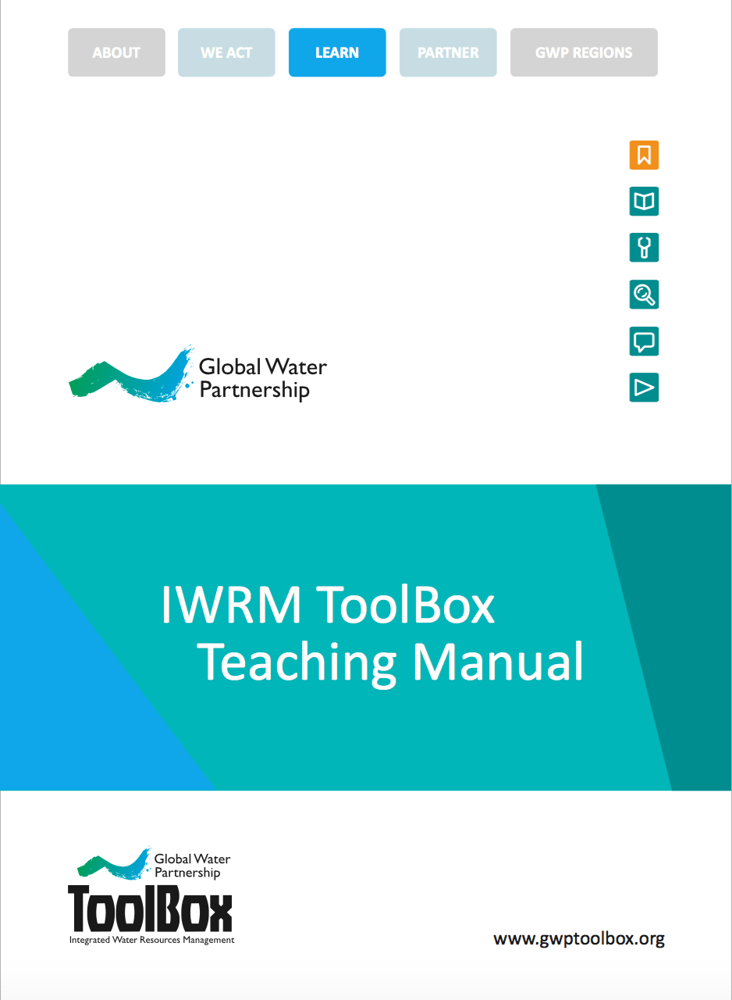 ABOUT WE ACT LEARN PARTNER GWP REGIONS
Global Water
Partnership
IWRM ToolBox
Teaching Manual
Global Water
Partnership
ToolBox
Integrated Water Resources Management
www.gwptoolbox.org